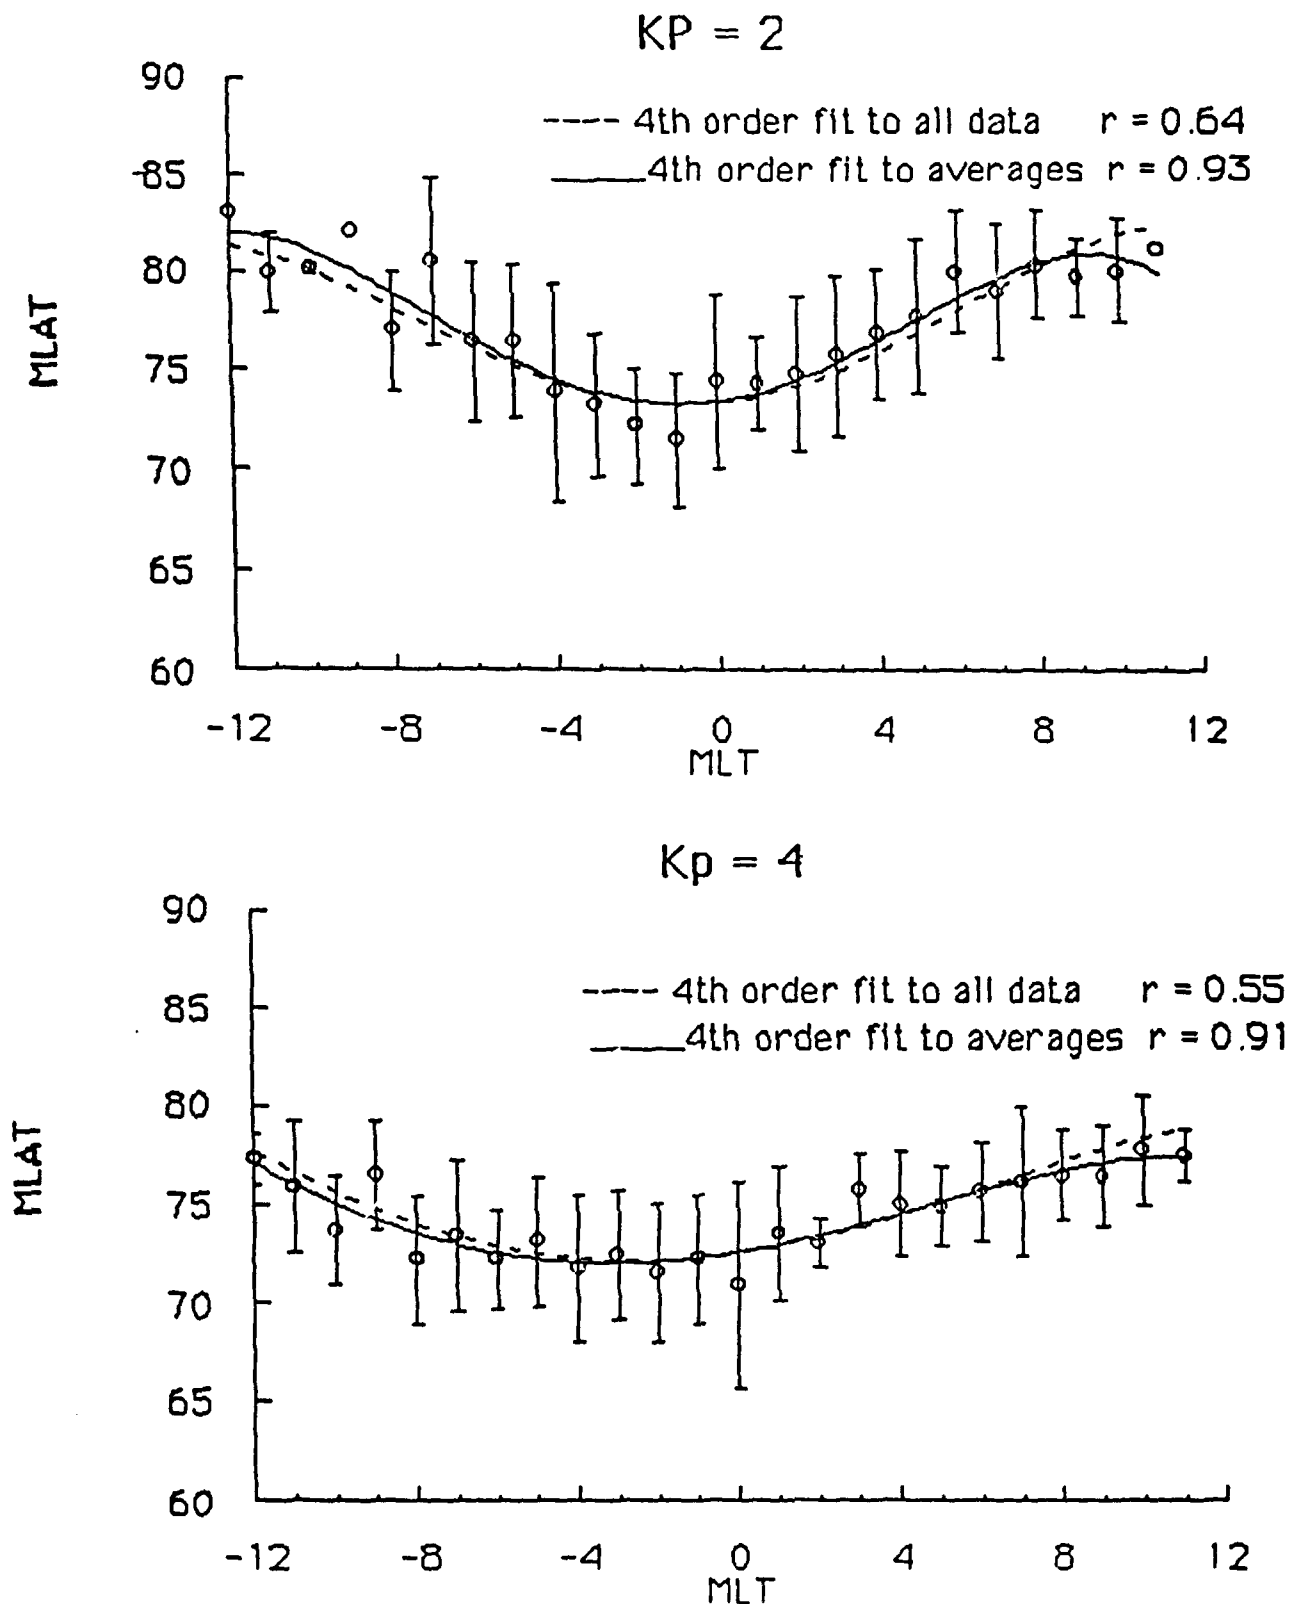 KP = 2
90
---- 4th order fit to all data r = 0.64
85
4th order fit to averages r = 0.93
80
MLAT
75
70
65
60
-12 -8 -4 0 4 8 12
MLT
Kp = 4
90
---- 4th order fit to all data r = 0.55
85
4th order fit to averages r = 0.91
80
MLAT
75
70
65
60
-12 -8 -4 0 4 8 12
MLT